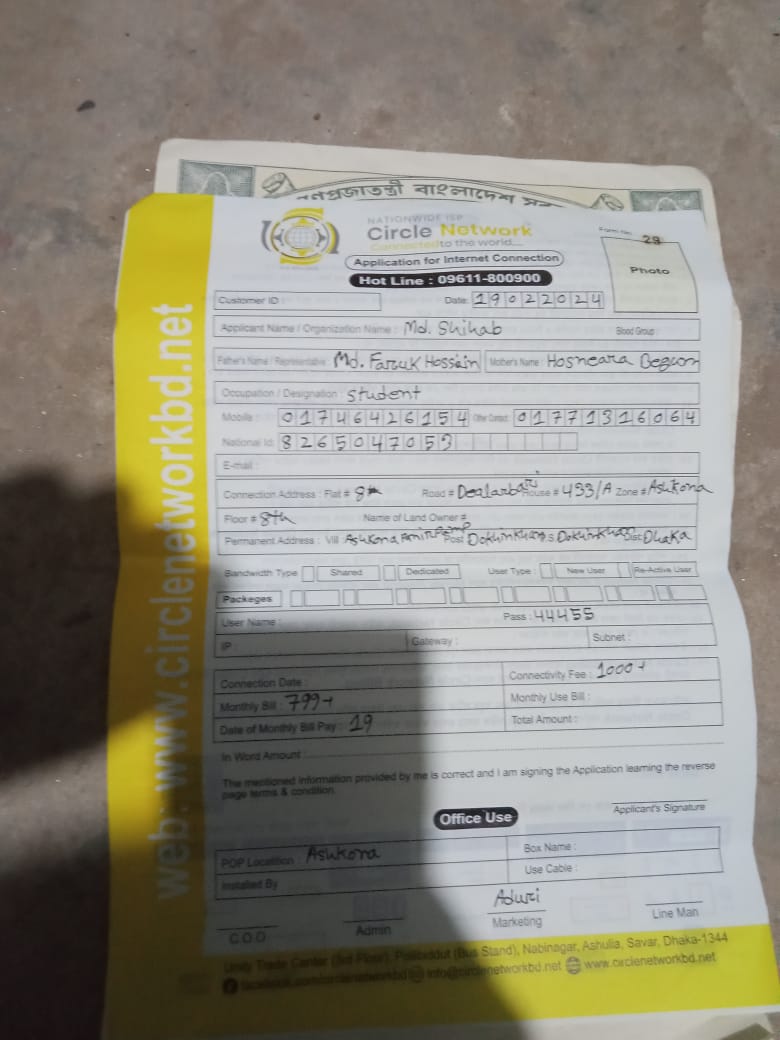 গণপ্রজাতন্ত্রী বাংলাদেশ
NATIONWIDE ISP
Circle Network
Connected to the world....
Form No. 29
Application for Internet Connection
Photo
Hot Line : 09611-800900
Customer ID :
Date: 19022024
Applicant Name / Organization Name : Md. Shihab Blood Group :
Father's Name / Representative : Md. Faruk Hossain Mother's Name : Hosneara Begum
Occupation / Designation : Student
Mobile : 01746426154 Other Contact : 01771316064
National Id: 8265047053
E-mail :
Connection Address : Flat # 8th Road # Dealarbari House # 433/A Zone # Ashkona
Floor # 8th Name of Land Owner #
Permanent Address : Vill Ashkona Post Dokhinkhan P.S Dokhinkhan Dist: Dhaka
Bandwidth Type Shared Dedicated User Type : New User Re-Active User
Packeges
User Name : Pass : 44455
IP Gateway : Subnet :
Connection Date : Connectivity Fee : 1000
Monthly Bill : 799 Monthly Use Bill :
Date of Monthly Bill Pay : 19 Total Amount :
In Word Amount :
The mentioned information provided by me is correct and I am signing the Application learning the reverse
page terms & condition.
Applicant's Signature
Office Use
POP Location : Ashkona Box Name :
Installed By Use Cable :
Aduri
C.O.O Admin Marketing Line Man
Unity Trade Center (3rd Floor), (Bus Stand), Nabinagar, Ashulia, Savar, Dhaka-1344
facebook.com/circlenetworkbd info@circlenetworkbd.net www.circlenetworkbd.net
web: www.circlenetworkbd.net